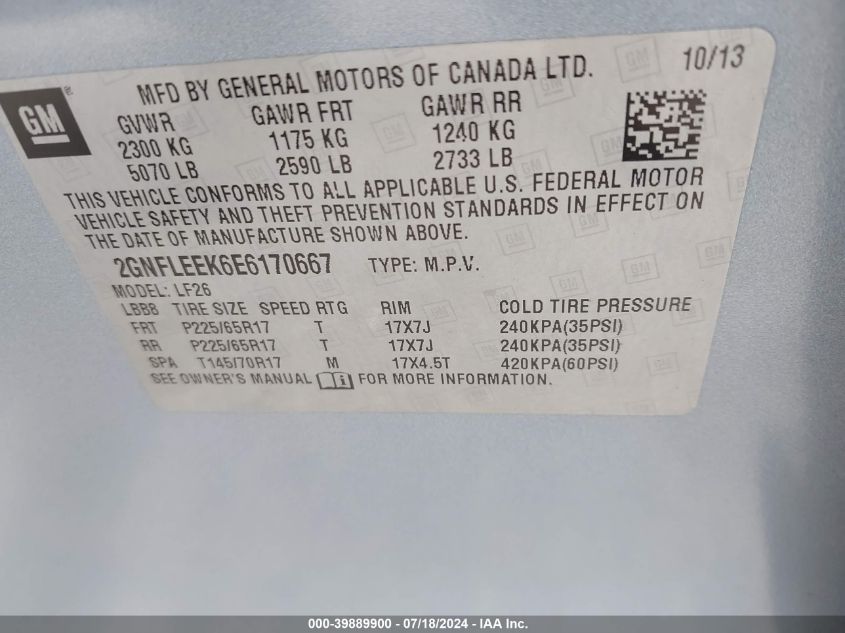 GM
MFD BY GENERAL MOTORS OF CANADA LTD. 10/13
GVWR GAWR FRT GAWR RR
2300 KG 1175 KG 1240 KG
5070 LB 2590 LB 2733 LB
THIS VEHICLE CONFORMS TO ALL APPLICABLE U.S. FEDERAL MOTOR
VEHICLE SAFETY AND THEFT PREVENTION STANDARDS IN EFFECT ON
THE DATE OF MANUFACTURE SHOWN ABOVE.
2GNFLEEK6E6170667 TYPE: M.P.V.
MODEL: LF26
LBBB TIRE SIZE SPEED RTG RIM COLD TIRE PRESSURE
FRT P225/65R17 T 17X7J 240KPA(35PSI)
RR P225/65R17 T 17X7J 240KPA(35PSI)
SPA T145/70R17 M 17X4.5T 420KPA(60PSI)
SEE OWNER'S MANUAL FOR MORE INFORMATION.
000-39889900 - 07/18/2024 - IAA Inc.